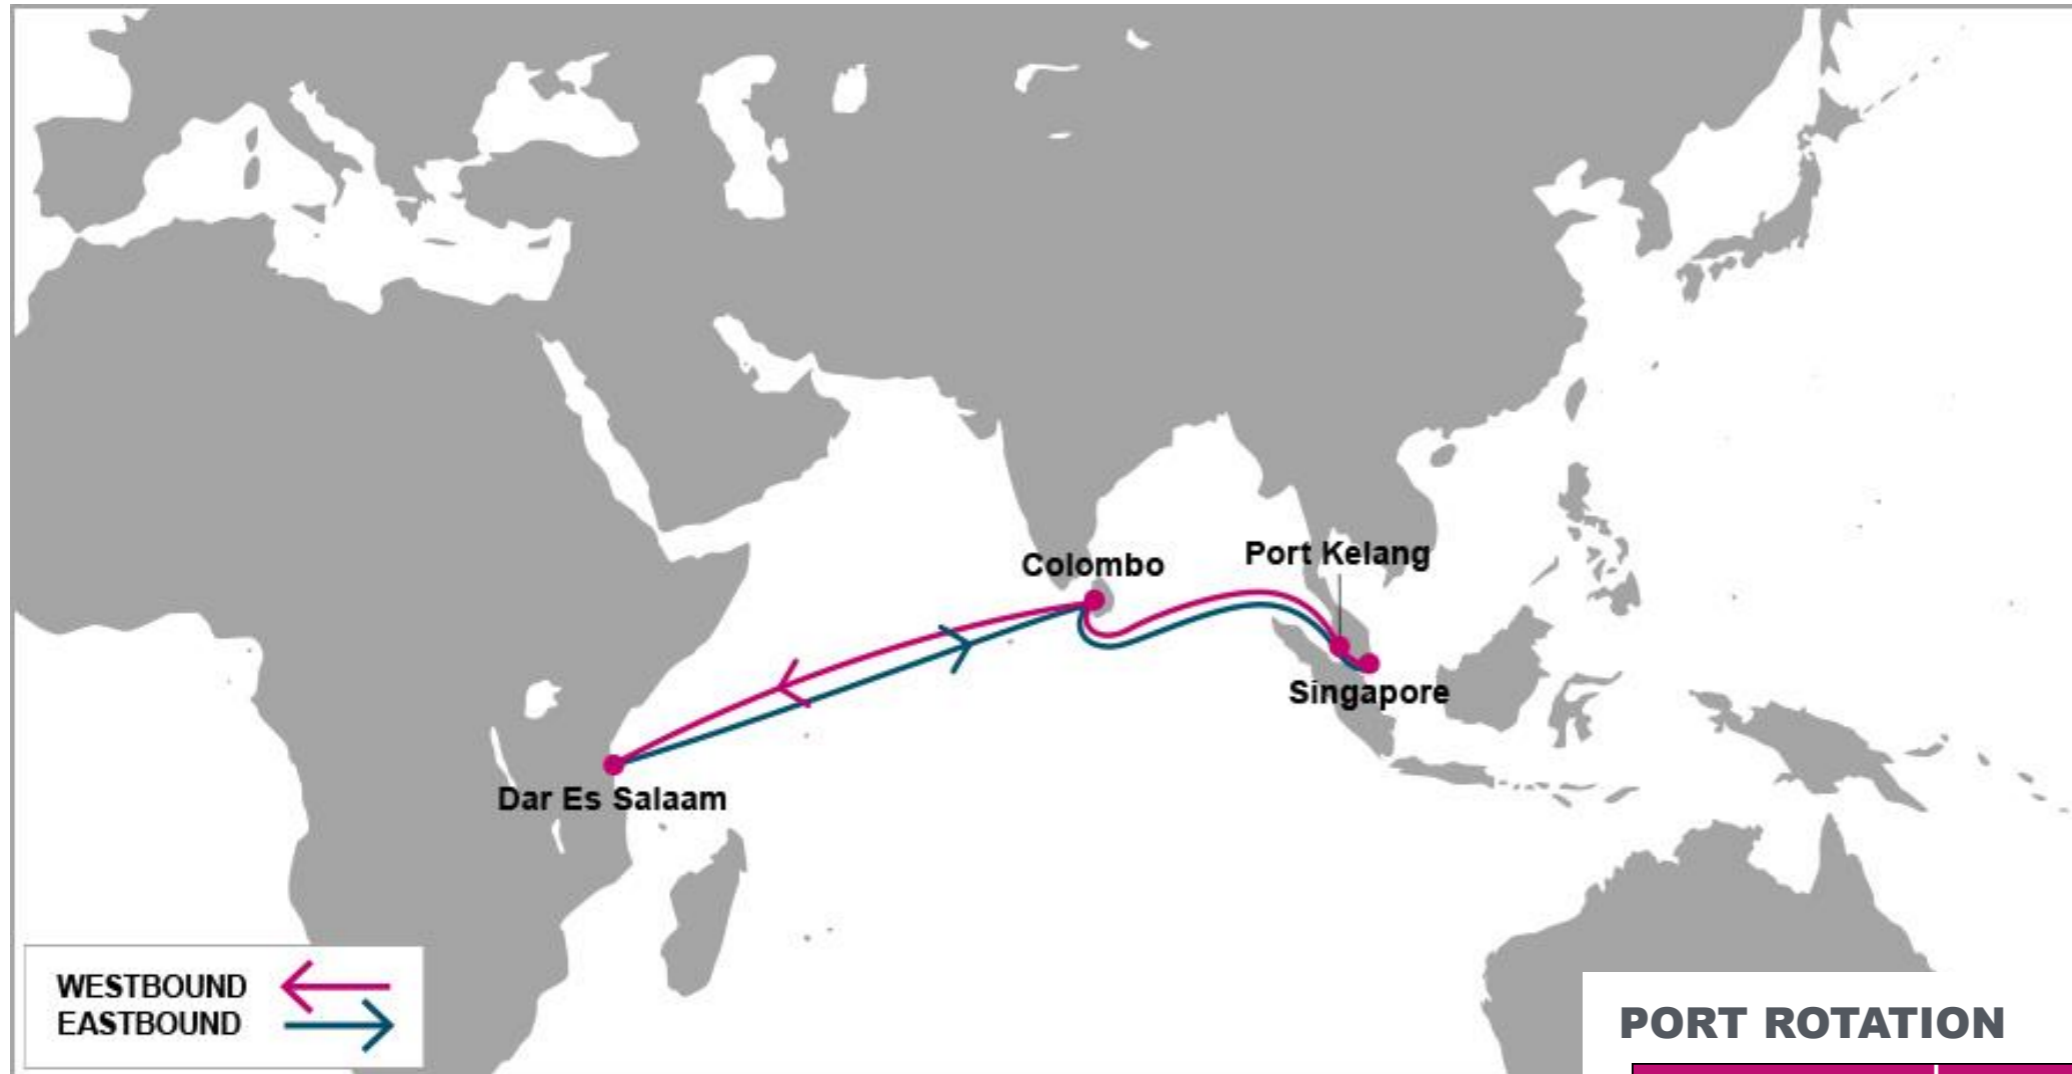 Colombo
Port Kelang
Singapore
Dar Es Salaam
WESTBOUND
EASTBOUND
PORT ROTATION